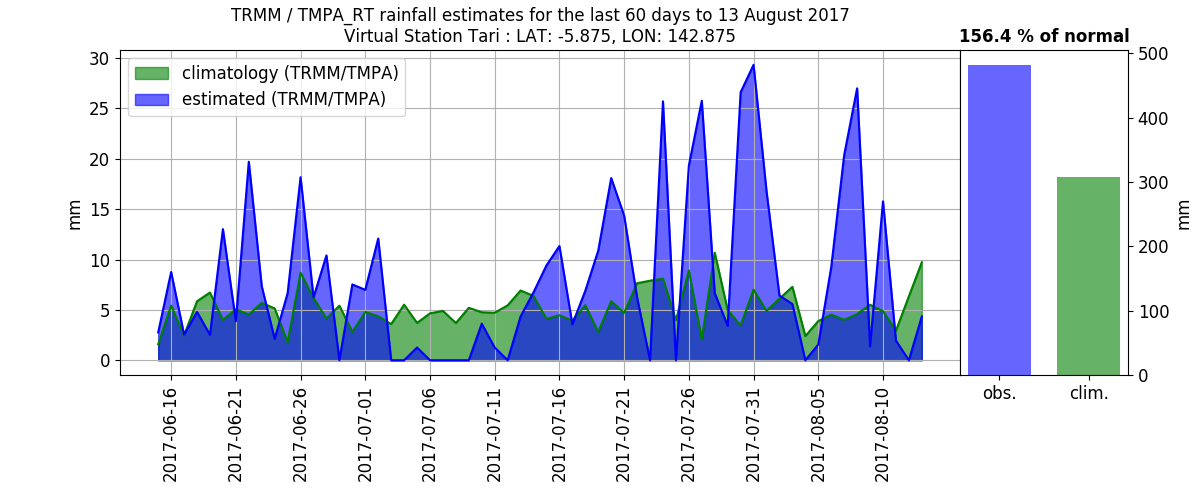 TRMM / TMPA_RT rainfall estimates for the last 60 days to 13 August 2017
Virtual Station Tari : LAT: -5.875, LON: 142.875
156.4 % of normal
climatology (TRMM/TMPA)
estimated (TRMM/TMPA)
mm
30
25
20
15
10
5
0
2017-06-16
2017-06-21
2017-06-26
2017-07-01
2017-07-06
2017-07-11
2017-07-16
2017-07-21
2017-07-26
2017-07-31
2017-08-05
2017-08-10
500
400
300
200
100
0
mm
obs.
clim.